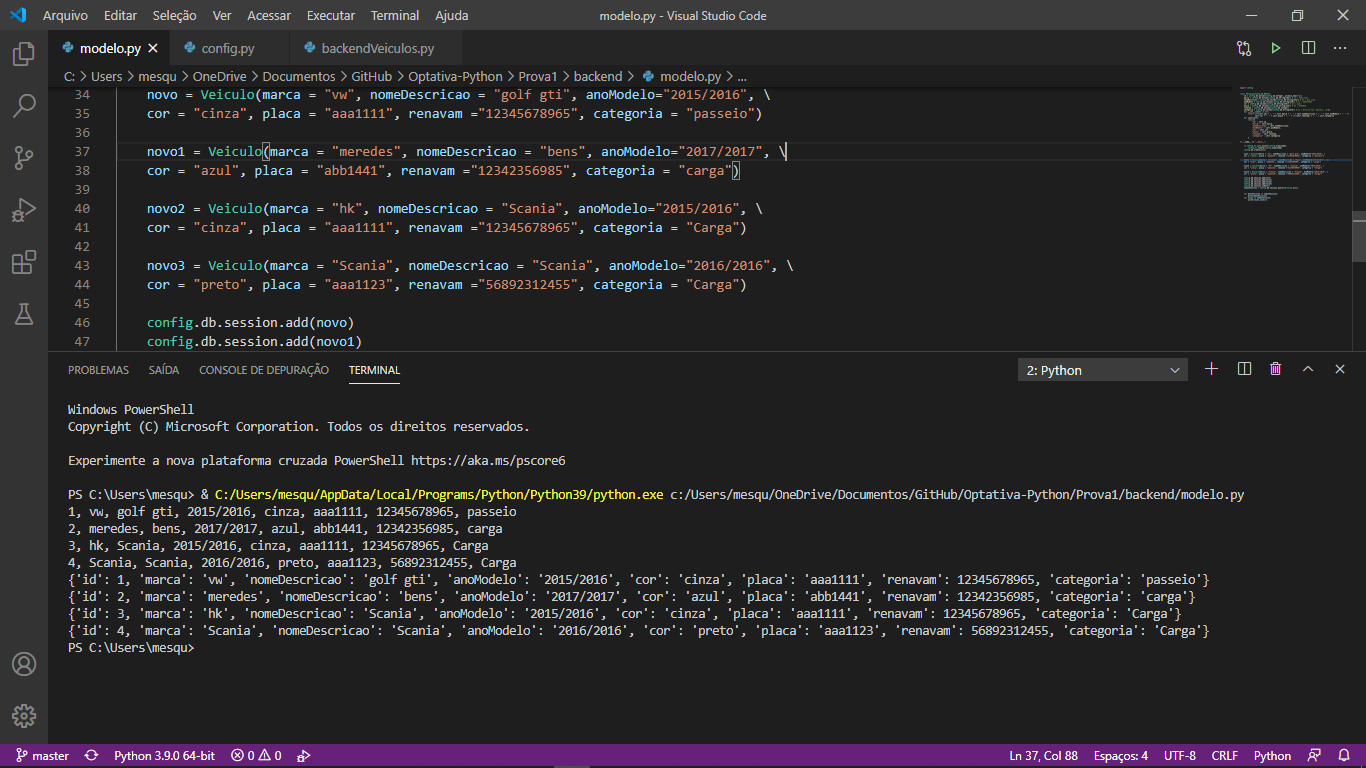 Arquivo Editar Seleção Ver Acessar Executar Terminal Ajuda modelo.py - Visual Studio Code
modelo.py config.py backendVeiculos.py
C: > Users > mesqu > OneDrive > Documentos > GitHub > Optativa-Python > Prova1 > backend > modelo.py > ...
34 novo = Veiculo(marca = "vw", nomeDescricao = "golf gti", anoModelo="2015/2016", \
35 cor = "cinza", placa = "aaa1111", renavam ="12345678965", categoria = "passeio")
36
37 novo1 = Veiculo(marca = "meredes", nomeDescricao = "bens", anoModelo="2017/2017", \
38 cor = "azul", placa = "abb1441", renavam ="12342356985", categoria = "carga")
39
40 novo2 = Veiculo(marca = "hk", nomeDescricao = "Scania", anoModelo="2015/2016", \
41 cor = "cinza", placa = "aaa1111", renavam ="12345678965", categoria = "Carga")
42
43 novo3 = Veiculo(marca = "Scania", nomeDescricao = "Scania", anoModelo="2016/2016", \
44 cor = "preto", placa = "aaa1123", renavam ="56892312455", categoria = "Carga")
45
46 config.db.session.add(novo)
47 config.db.session.add(novo1)
PROBLEMAS SAÍDA CONSOLE DE DEPURAÇÃO TERMINAL 2: Python
Windows PowerShell
Copyright (C) Microsoft Corporation. Todos os direitos reservados.
Experimente a nova plataforma cruzada PowerShell https://aka.ms/pscore6
PS C:\Users\mesqu> & C:/Users/mesqu/AppData/Local/Programs/Python/Python39/python.exe c:/Users/mesqu/OneDrive/Documentos/GitHub/Optativa-Python/Prova1/backend/modelo.py
1, vw, golf gti, 2015/2016, cinza, aaa1111, 12345678965, passeio
2, meredes, bens, 2017/2017, azul, abb1441, 12342356985, carga
3, hk, Scania, 2015/2016, cinza, aaa1111, 12345678965, Carga
4, Scania, Scania, 2016/2016, preto, aaa1123, 56892312455, Carga
{'id': 1, 'marca': 'vw', 'nomeDescricao': 'golf gti', 'anoModelo': '2015/2016', 'cor': 'cinza', 'placa': 'aaa1111', 'renavam': 12345678965, 'categoria': 'passeio'}
{'id': 2, 'marca': 'meredes', 'nomeDescricao': 'bens', 'anoModelo': '2017/2017', 'cor': 'azul', 'placa': 'abb1441', 'renavam': 12342356985, 'categoria': 'carga'}
{'id': 3, 'marca': 'hk', 'nomeDescricao': 'Scania', 'anoModelo': '2015/2016', 'cor': 'cinza', 'placa': 'aaa1111', 'renavam': 12345678965, 'categoria': 'Carga'}
{'id': 4, 'marca': 'Scania', 'nomeDescricao': 'Scania', 'anoModelo': '2016/2016', 'cor': 'preto', 'placa': 'aaa1123', 'renavam': 56892312455, 'categoria': 'Carga'}
PS C:\Users\mesqu>
master Python 3.9.0 64-bit 0 0 Ln 37, Col 88 Espaços: 4 UTF-8 CRLF Python